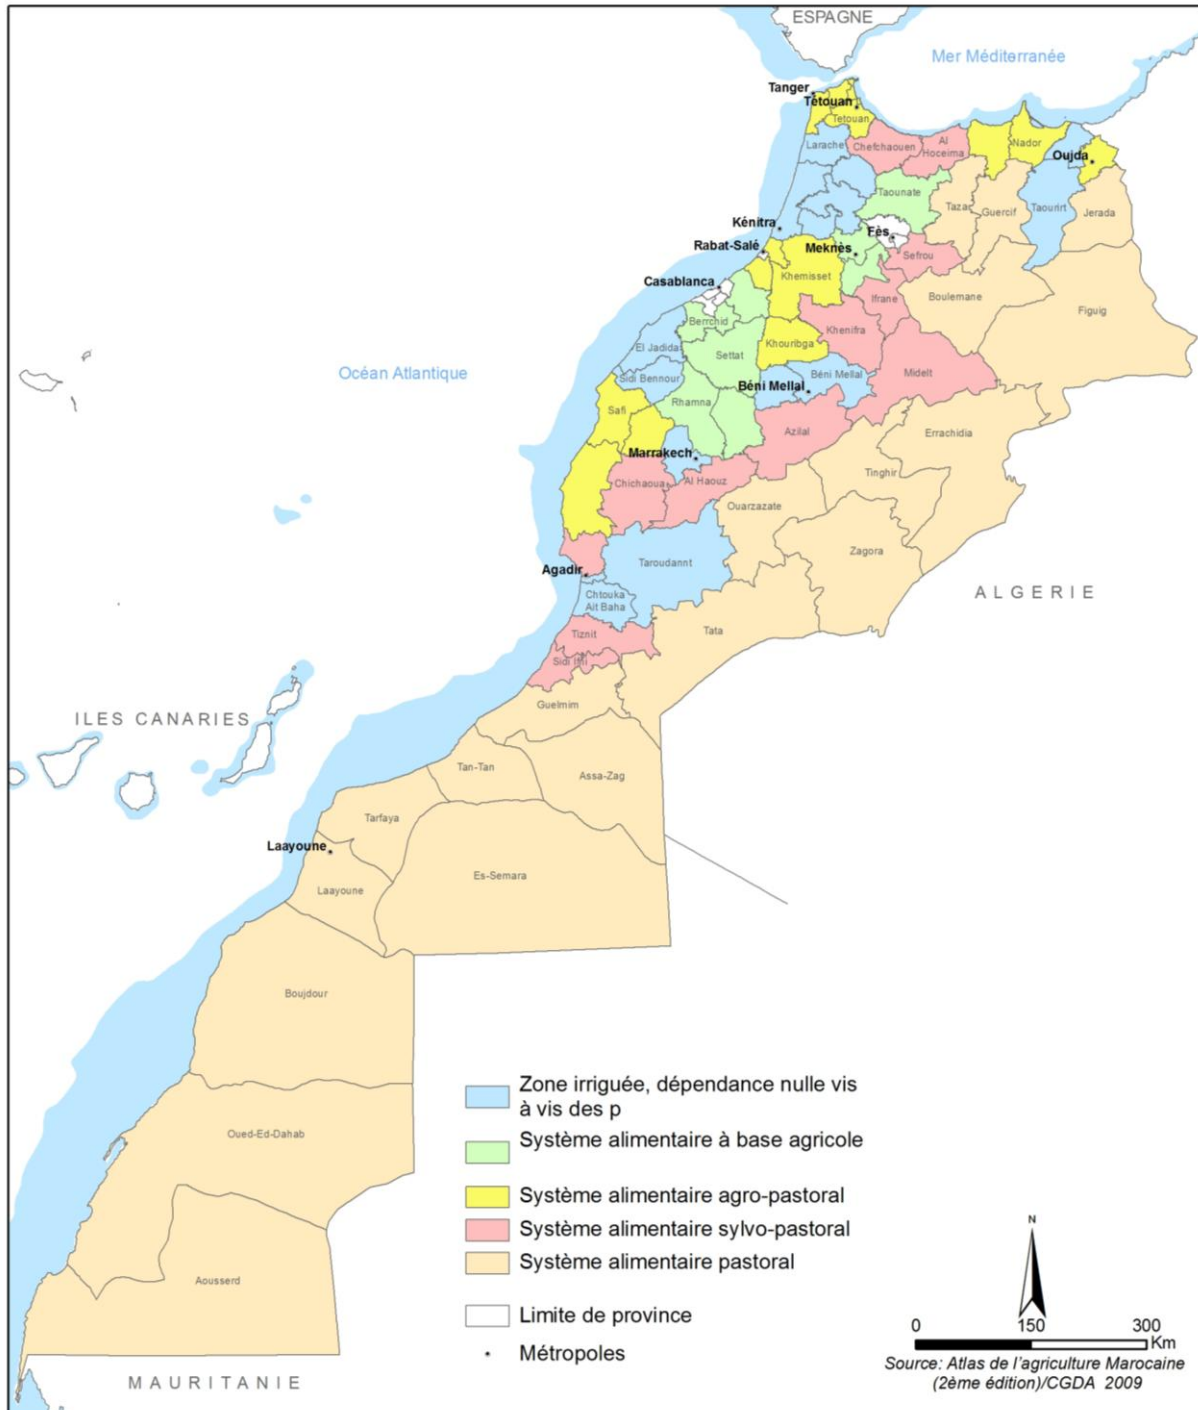 ESPAGNE
Mer Méditerranée
Tanger
Tétouan
Tetouan
Larache
Chefchaouen
Al
Hoceima
Nador
Oujda
Taounate
Taza
Guercif
Taourirt
Jerada
Kénitra
Fès
Rabat-Salé
Meknès
Sefrou
Khemisset
Casablanca
Ifrane
Boulemane
Figuig
Berrchid
Khenifra
El Jadida
Settat
Khouribga
Océan Atlantique
Sidi Bennour
Béni Mellal
Béni Mellal
Midelt
Rhamna
Safi
Azilal
Errachidia
Marrakech
Tinghir
Chichaoua
Al Haouz
Ouarzazate
Zagora
Taroudannt
Agadir
ALGERIE
Chtouka
Ait Baha
Tiznit
Tata
Sidi Ifni
ILES CANARIES
Guelmim
Tan-Tan
Assa-Zag
Tarfaya
Laayoune
Es-Semara
Laayoune
Boujdour
Oued-Ed-Dahab
Aousserd
MAURITANIE
Zone irriguée, dépendance nulle vis
à vis des p
Système alimentaire à base agricole
Système alimentaire agro-pastoral
Système alimentaire sylvo-pastoral
Système alimentaire pastoral
Limite de province
Métropoles
N
0 150 300
Km
Source: Atlas de l'agriculture Marocaine
(2ème édition)/CGDA 2009